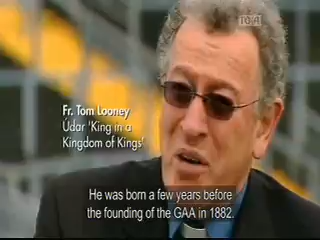 Fr. Tom Looney
Údar 'King in a
Kingdom of Kings'
He was born a few years before
the founding of the GAA in 1882.